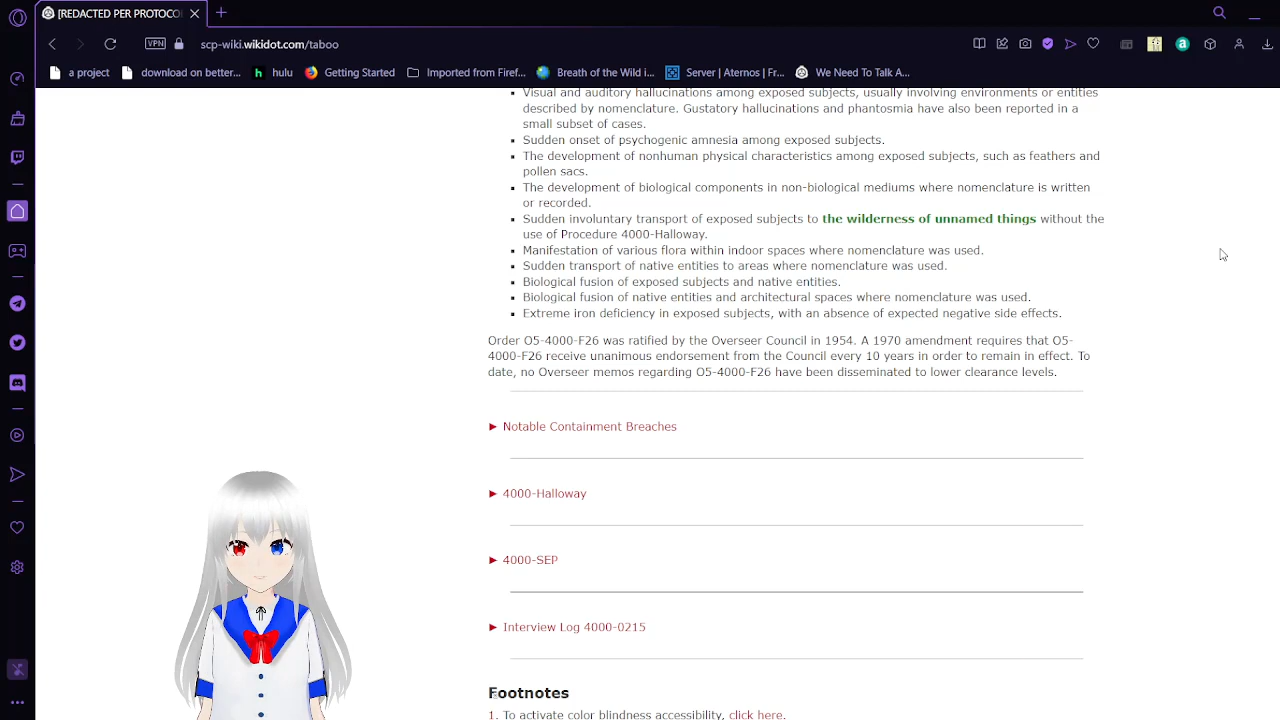 [REDACTED PER PROTOCO
VPN
scp-wiki.wikidot.com/taboo
a project
download on better...
hulu
Getting Started
Imported from Firef...
Breath of the Wild i...
Server | Aternos | Fr...
We Need To Talk A...
▪ Visual and auditory hallucinations among exposed subjects, usually involving environments or entities
described by nomenclature. Gustatory hallucinations and phantosmia have also been reported in a
small subset of cases.
▪ Sudden onset of psychogenic amnesia among exposed subjects.
▪ The development of nonhuman physical characteristics among exposed subjects, such as feathers and
pollen sacs.
▪ The development of biological components in non-biological mediums where nomenclature is written
or recorded.
▪ Sudden involuntary transport of exposed subjects to the wilderness of unnamed things without the
use of Procedure 4000-Halloway.
▪ Manifestation of various flora within indoor spaces where nomenclature was used.
▪ Sudden transport of native entities to areas where nomenclature was used.
▪ Biological fusion of exposed subjects and native entities.
▪ Biological fusion of native entities and architectural spaces where nomenclature was used.
▪ Extreme iron deficiency in exposed subjects, with an absence of expected negative side effects.
Order O5-4000-F26 was ratified by the Overseer Council in 1954. A 1970 amendment requires that O5-
4000-F26 receive unanimous endorsement from the Council every 10 years in order to remain in effect. To
date, no Overseer memos regarding O5-4000-F26 have been disseminated to lower clearance levels.
► Notable Containment Breaches
► 4000-Halloway
► 4000-SEP
► Interview Log 4000-0215
Footnotes
1. To activate color blindness accessibility, click here.